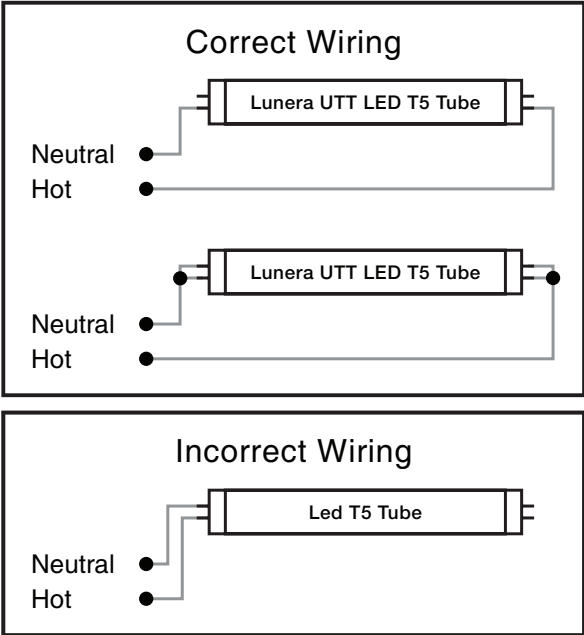 Correct Wiring
Lunera UTT LED T5 Tube
Neutral
Hot
Lunera UTT LED T5 Tube
Neutral
Hot
Incorrect Wiring
Led T5 Tube
Neutral
Hot